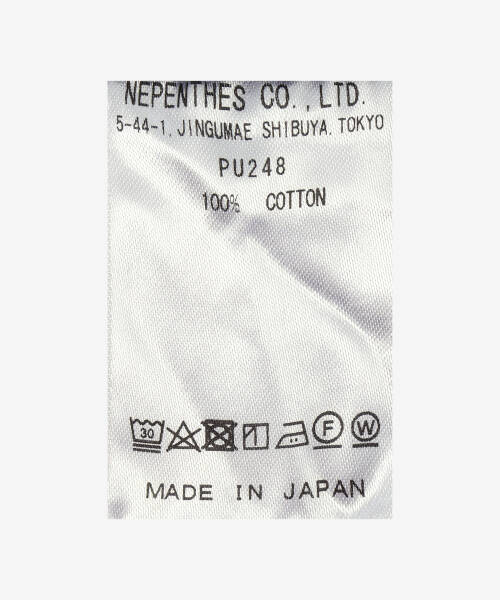 NEPENTHES CO., LTD.
5-44-1, JINGUMAE SHIBUYA. TOKYO
PU248
100% COTTON
30 F W
MADE IN JAPAN